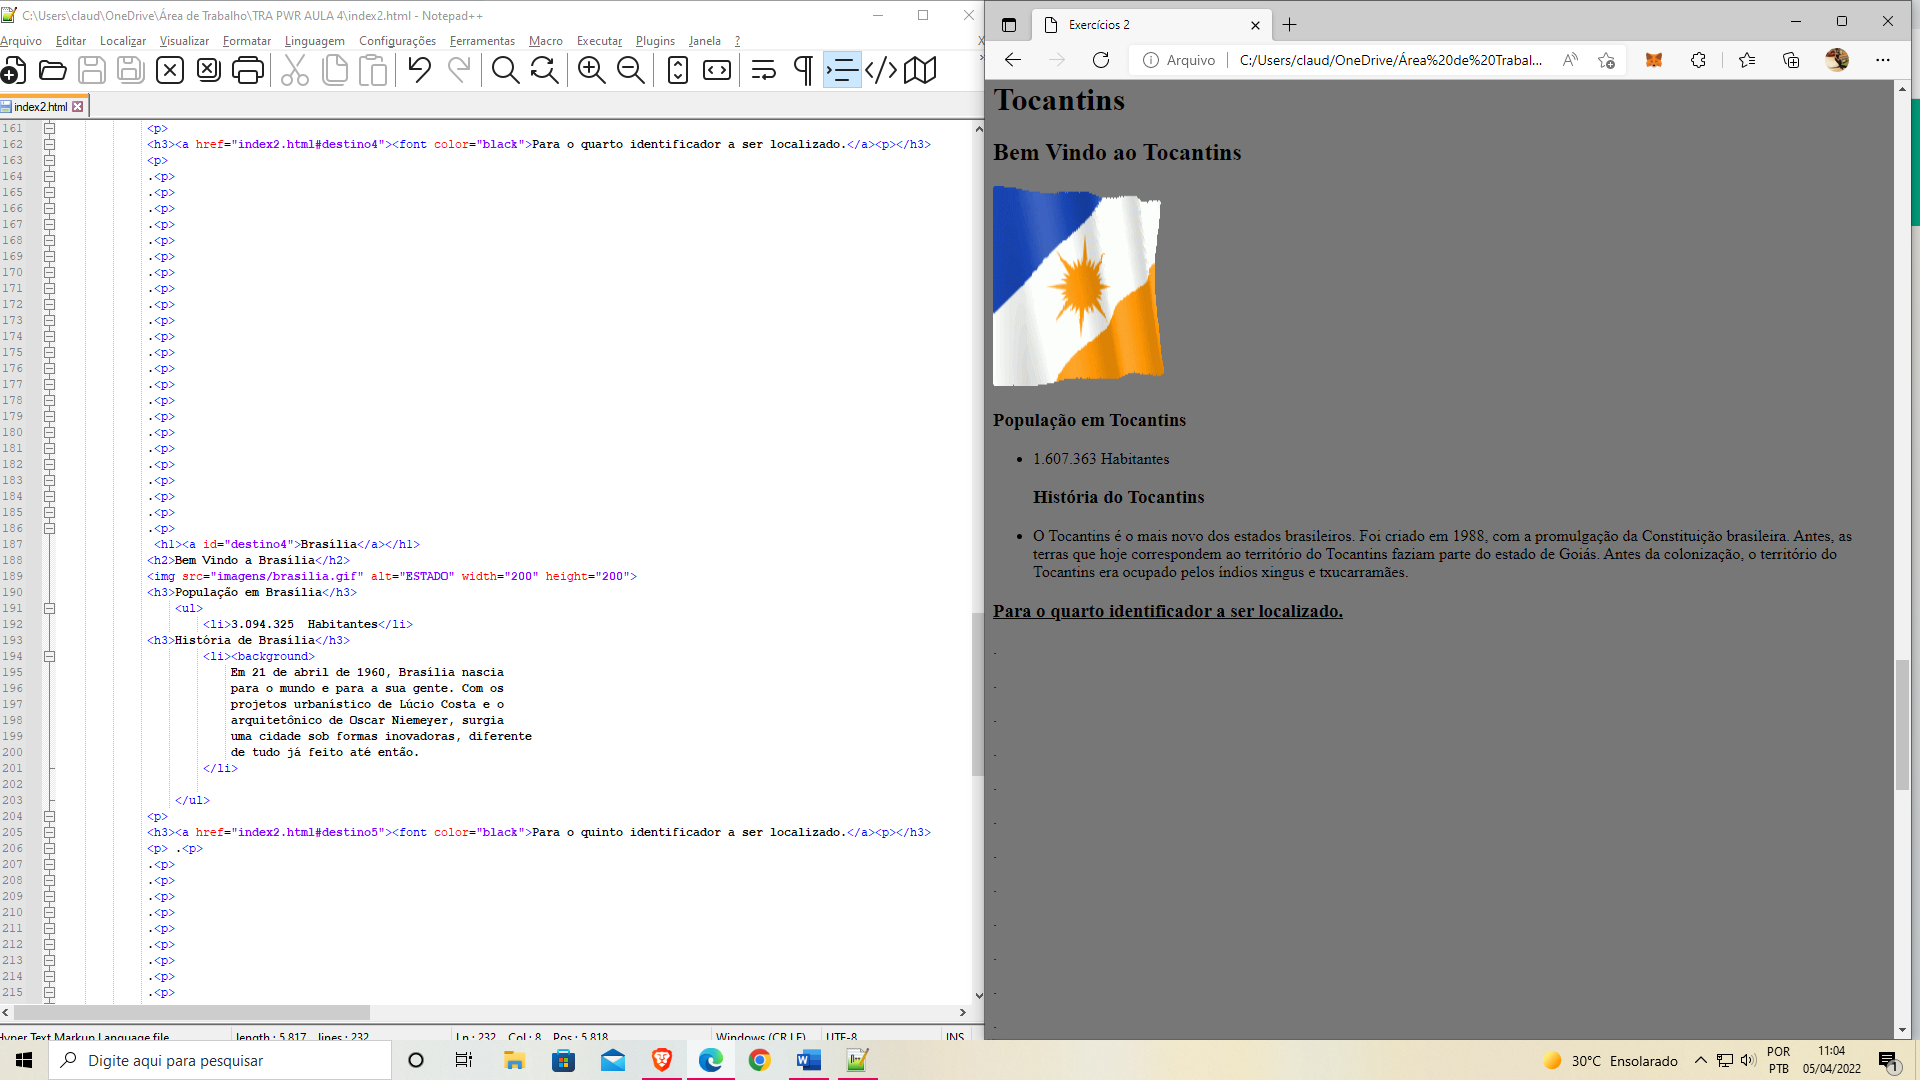 C:\Users\claud\OneDrive\Área de Trabalho\TRA PWR AULA 4\index2.html - Notepad++
Arquivo Editar Localizar Visualizar Formatar Linguagem Configurações Ferramentas Macro Executar Plugins Janela ?
index2.html
161 <p>
162 <h3><a href="index2.html#destino4"><font color="black">Para o quarto identificador a ser localizado.</a><p></h3>
163 <p>
164 .<p>
165 .<p>
166 .<p>
167 .<p>
168 .<p>
169 .<p>
170 .<p>
171 .<p>
172 .<p>
173 .<p>
174 .<p>
175 .<p>
176 .<p>
177 .<p>
178 .<p>
179 .<p>
180 .<p>
181 .<p>
182 .<p>
183 .<p>
184 .<p>
185 .<p>
186 .<p>
187 <h1><a id="destino4">Brasília</a></h1>
188 <h2>Bem Vindo a Brasília</h2>
189 <img src="imagens/brasilia.gif" alt="ESTADO" width="200" height="200">
190 <h3>População em Brasília</h3>
191 <ul>
192 <li>3.094.325  Habitantes</li>
193 <h3>História de Brasília</h3>
194 <li><background>
195 Em 21 de abril de 1960, Brasília nascia
196 para o mundo e para a sua gente. Com os
197 projetos urbanístico de Lúcio Costa e o
198 arquitetônico de Oscar Niemeyer, surgia
199 uma cidade sob formas inovadoras, diferente
200 de tudo já feito até então.
201 </li>
202
203 </ul>
204 <p>
205 <h3><a href="index2.html#destino5"><font color="black">Para o quinto identificador a ser localizado.</a><p></h3>
206 <p> .<p>
207 .<p>
208 .<p>
209 .<p>
210 .<p>
211 .<p>
212 .<p>
213 .<p>
214 .<p>
215 .<p>
Hyper Text Markup Language file length : 5.817 lines : 232 Ln : 232 Col : 8 Pos : 5.818 Windows (CR LF) UTF-8 INS
Exercícios 2
Arquivo C:/Users/claud/OneDrive/Área%20de%20Trabal...
Tocantins
Bem Vindo ao Tocantins
População em Tocantins
• 1.607.363 Habitantes
História do Tocantins
• O Tocantins é o mais novo dos estados brasileiros. Foi criado em 1988, com a promulgação da Constituição brasileira. Antes, as
terras que hoje correspondem ao território do Tocantins faziam parte do estado de Goiás. Antes da colonização, o território do
Tocantins era ocupado pelos índios xingus e txucarramães.
Para o quarto identificador a ser localizado.
.
.
.
.
.
.
.
.
.
.
.
.
Digite aqui para pesquisar
30°C Ensolarado
POR
PTB
11:04
05/04/2022
1